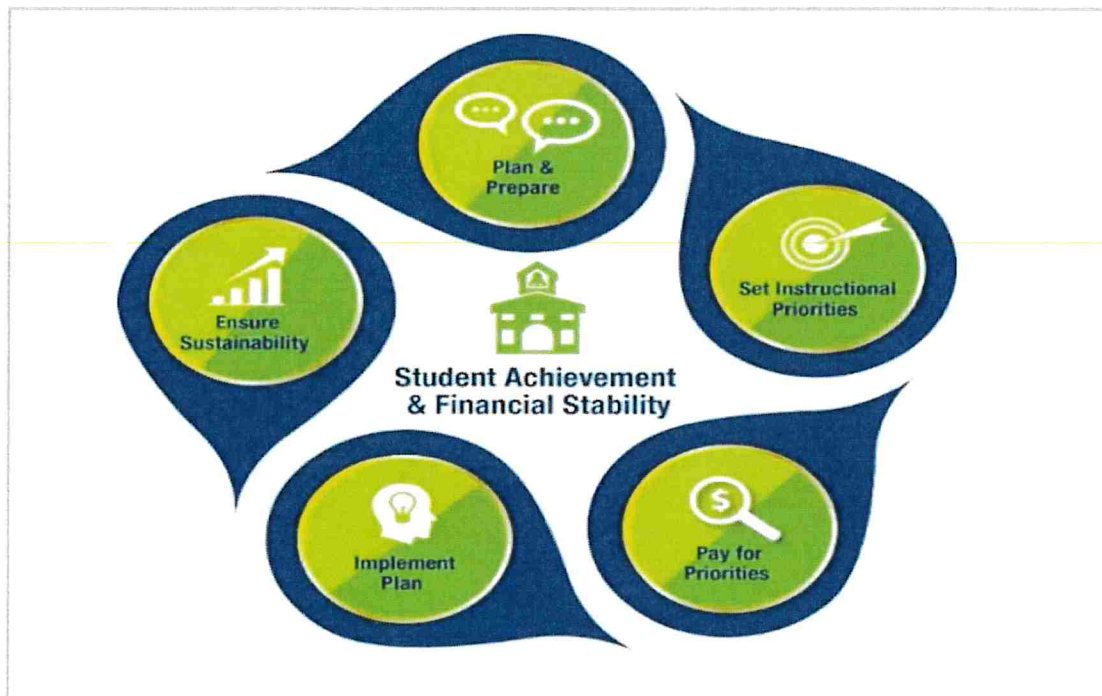 Plan &
Prepare
Set Instructional
Priorities
$
Pay for
Priorities
Implement
Plan
Ensure
Sustainability
Student Achievement
& Financial Stability